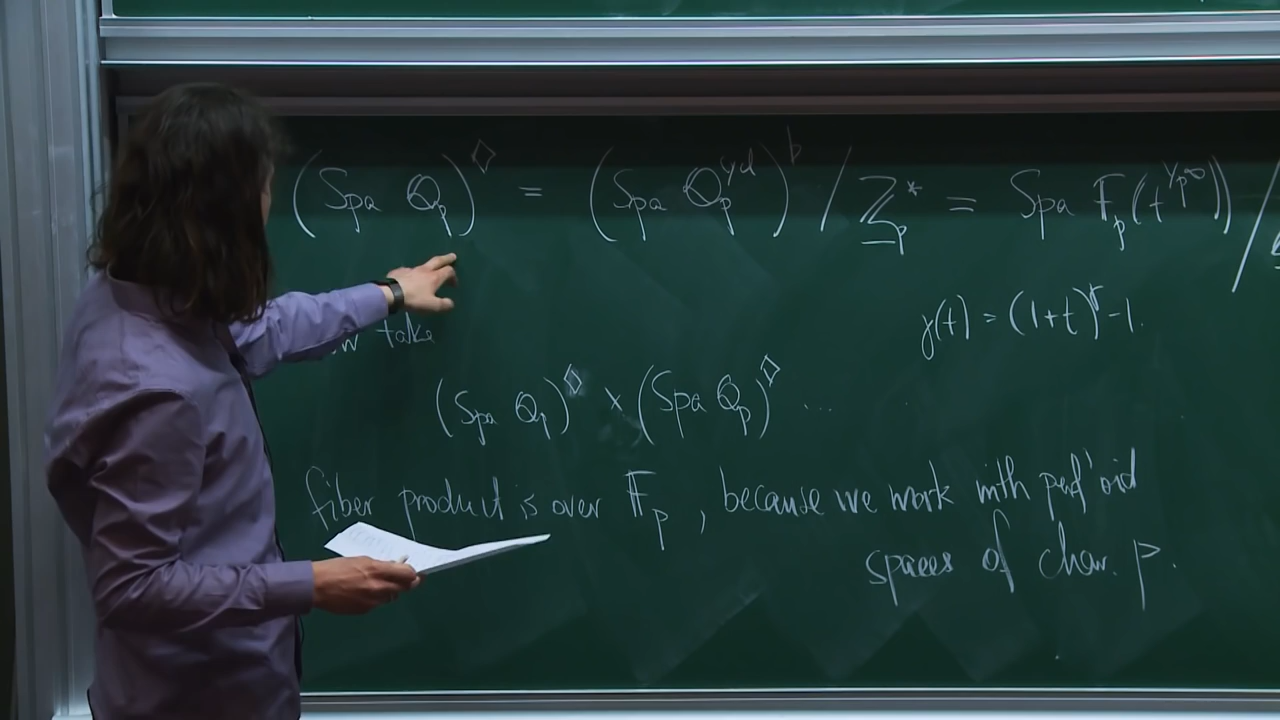 (Spa Q_p)^◇ = (Spa Q_p^{cycl})^♭ / \underline{Z_p^*} = Spa F_p((t^{1/p^∞})) /
γ(t) = (1+t)^γ - 1.
take
(Spa Q_p)^◇ × (Spa Q_p)^◇ ...
fiber product is over F_p, because we work with perf'oid
spaces of char. p.